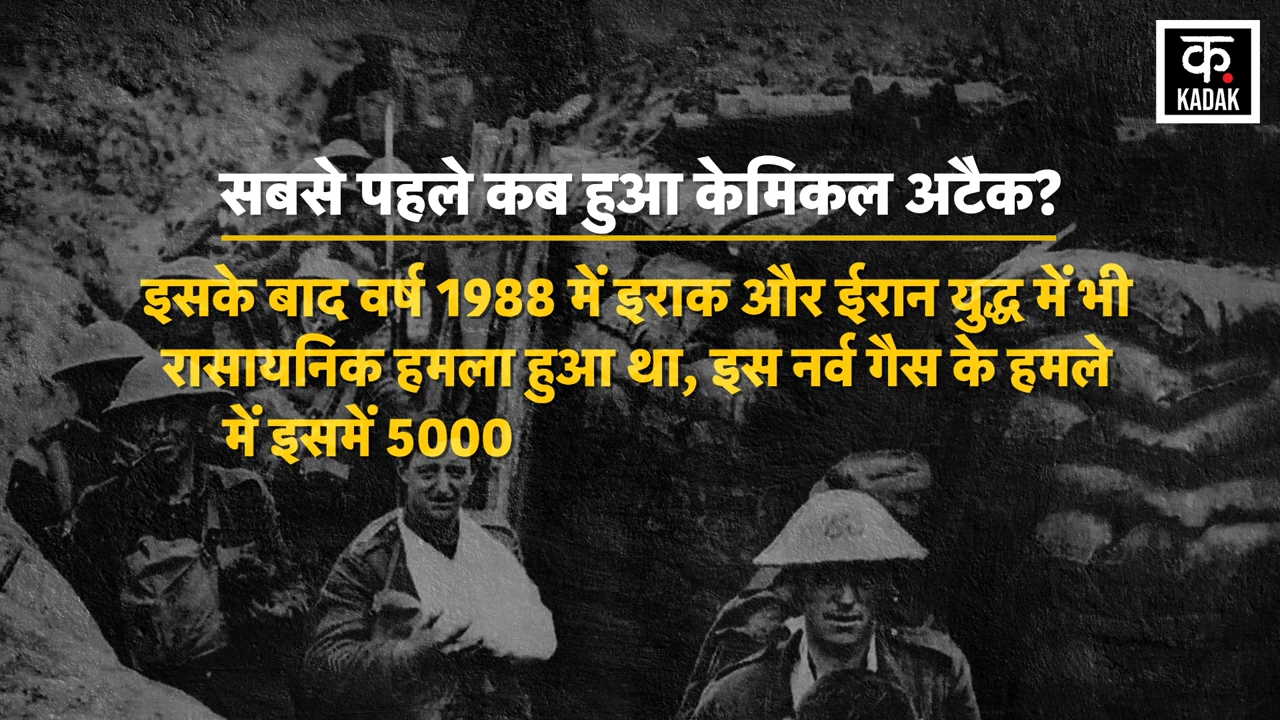 क.
KADAK
सबसे पहले कब हुआ केमिकल अटैक?
इसके बाद वर्ष 1988 में इराक और ईरान युद्ध में भी
रासायनिक हमला हुआ था, इस नर्व गैस के हमले
में इसमें 5000